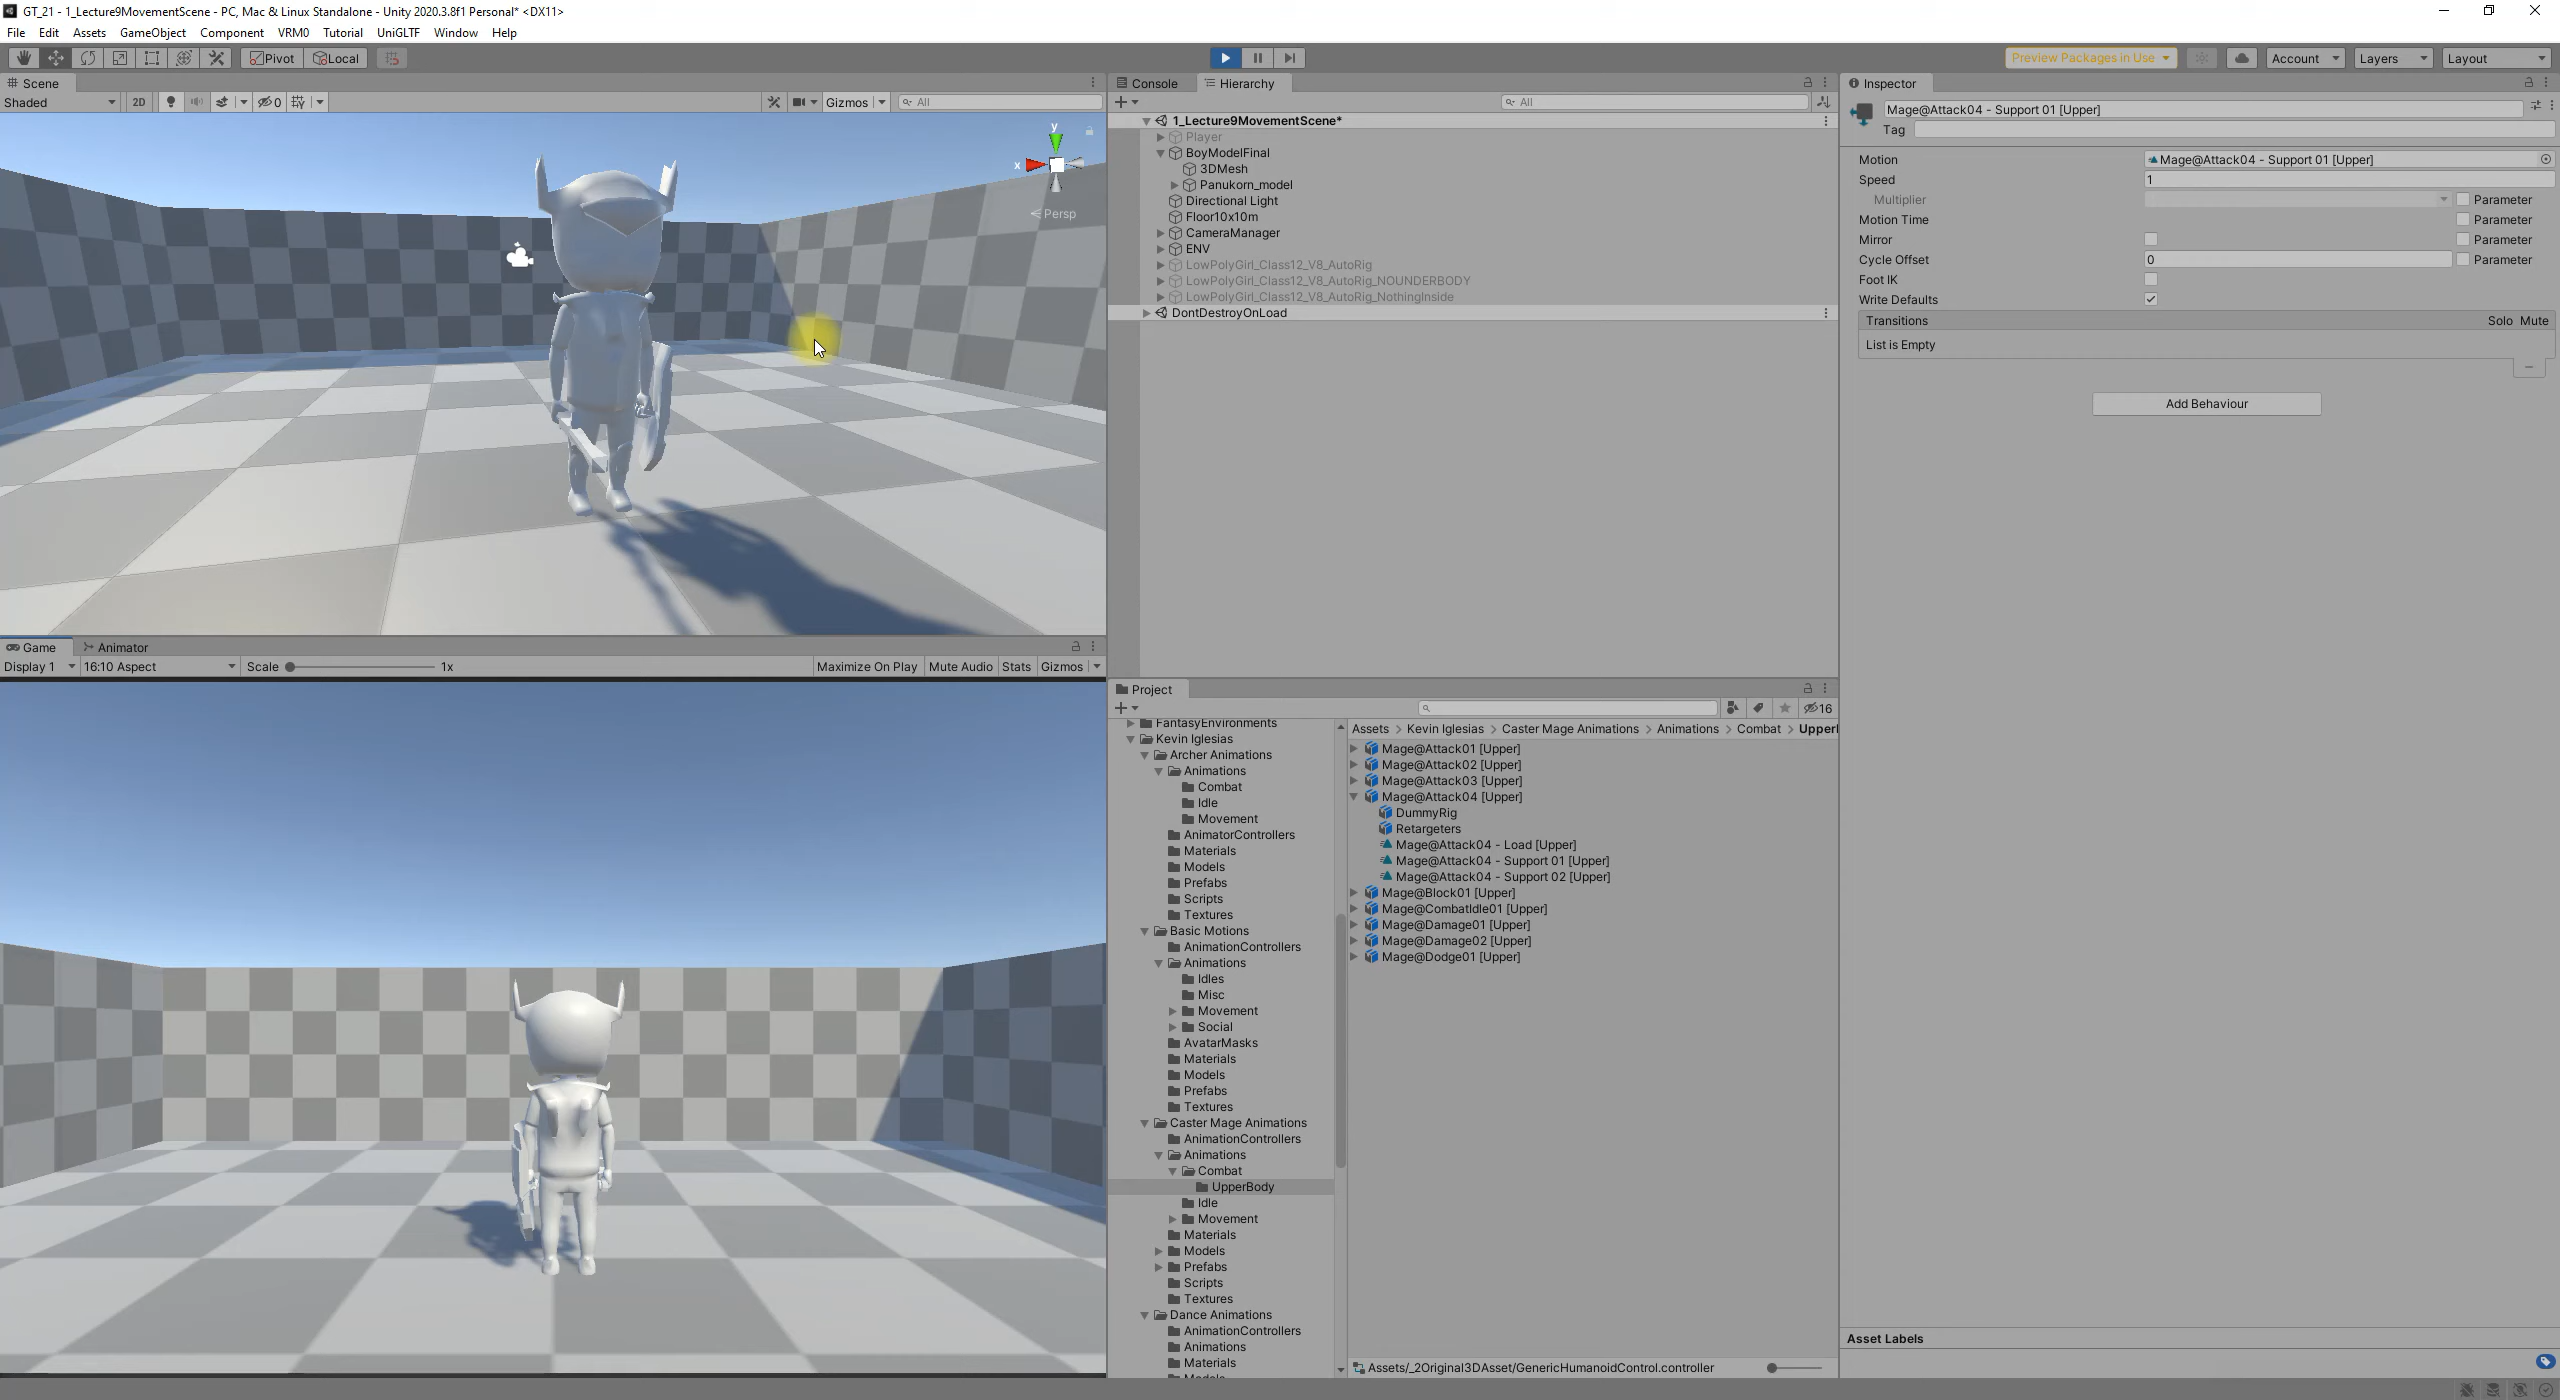 GT_21 - 1_Lecture9MovementScene - PC, Mac & Linux Standalone - Unity 2020.3.8f1 Personal* <DX11>
File Edit Assets GameObject Component VRM0 Tutorial UniGLTF Window Help
Pivot Local Preview Packages in Use Account Layers Layout
Scene
Shaded 2D 0 Gizmos All
y
x
Persp
Game Animator
Display 1 16:10 Aspect Scale 1x Maximize On Play Mute Audio Stats Gizmos
Console Hierarchy
All
1_Lecture9MovementScene*
Player
BoyModelFinal
3DMesh
Panukorn_model
Directional Light
Floor10x10m
CameraManager
ENV
LowPolyGirl_Class12_V8_AutoRig
LowPolyGirl_Class12_V8_AutoRig_NOUNDERBODY
LowPolyGirl_Class12_V8_AutoRig_NothingInside
DontDestroyOnLoad
Project
16
FantasyEnvironments
Kevin Iglesias
Archer Animations
Animations
Combat
Idle
Movement
AnimatorControllers
Materials
Models
Prefabs
Scripts
Textures
Basic Motions
AnimationControllers
Animations
Idles
Misc
Movement
Social
AvatarMasks
Materials
Models
Prefabs
Textures
Caster Mage Animations
AnimationControllers
Animations
Combat
UpperBody
Idle
Movement
Materials
Models
Prefabs
Scripts
Textures
Dance Animations
AnimationControllers
Animations
Materials
Assets > Kevin Iglesias > Caster Mage Animations > Animations > Combat > Upper
Mage@Attack01 [Upper]
Mage@Attack02 [Upper]
Mage@Attack03 [Upper]
Mage@Attack04 [Upper]
DummyRig
Retargeters
Mage@Attack04 - Load [Upper]
Mage@Attack04 - Support 01 [Upper]
Mage@Attack04 - Support 02 [Upper]
Mage@Block01 [Upper]
Mage@CombatIdle01 [Upper]
Mage@Damage01 [Upper]
Mage@Damage02 [Upper]
Mage@Dodge01 [Upper]
Assets/_2Original3DAsset/GenericHumanoidControl.controller
Inspector
Mage@Attack04 - Support 01 [Upper]
Tag
Motion Mage@Attack04 - Support 01 [Upper]
Speed 1
Multiplier Parameter
Motion Time Parameter
Mirror Parameter
Cycle Offset 0 Parameter
Foot IK
Write Defaults
Transitions Solo Mute
List is Empty
Add Behaviour
Asset Labels